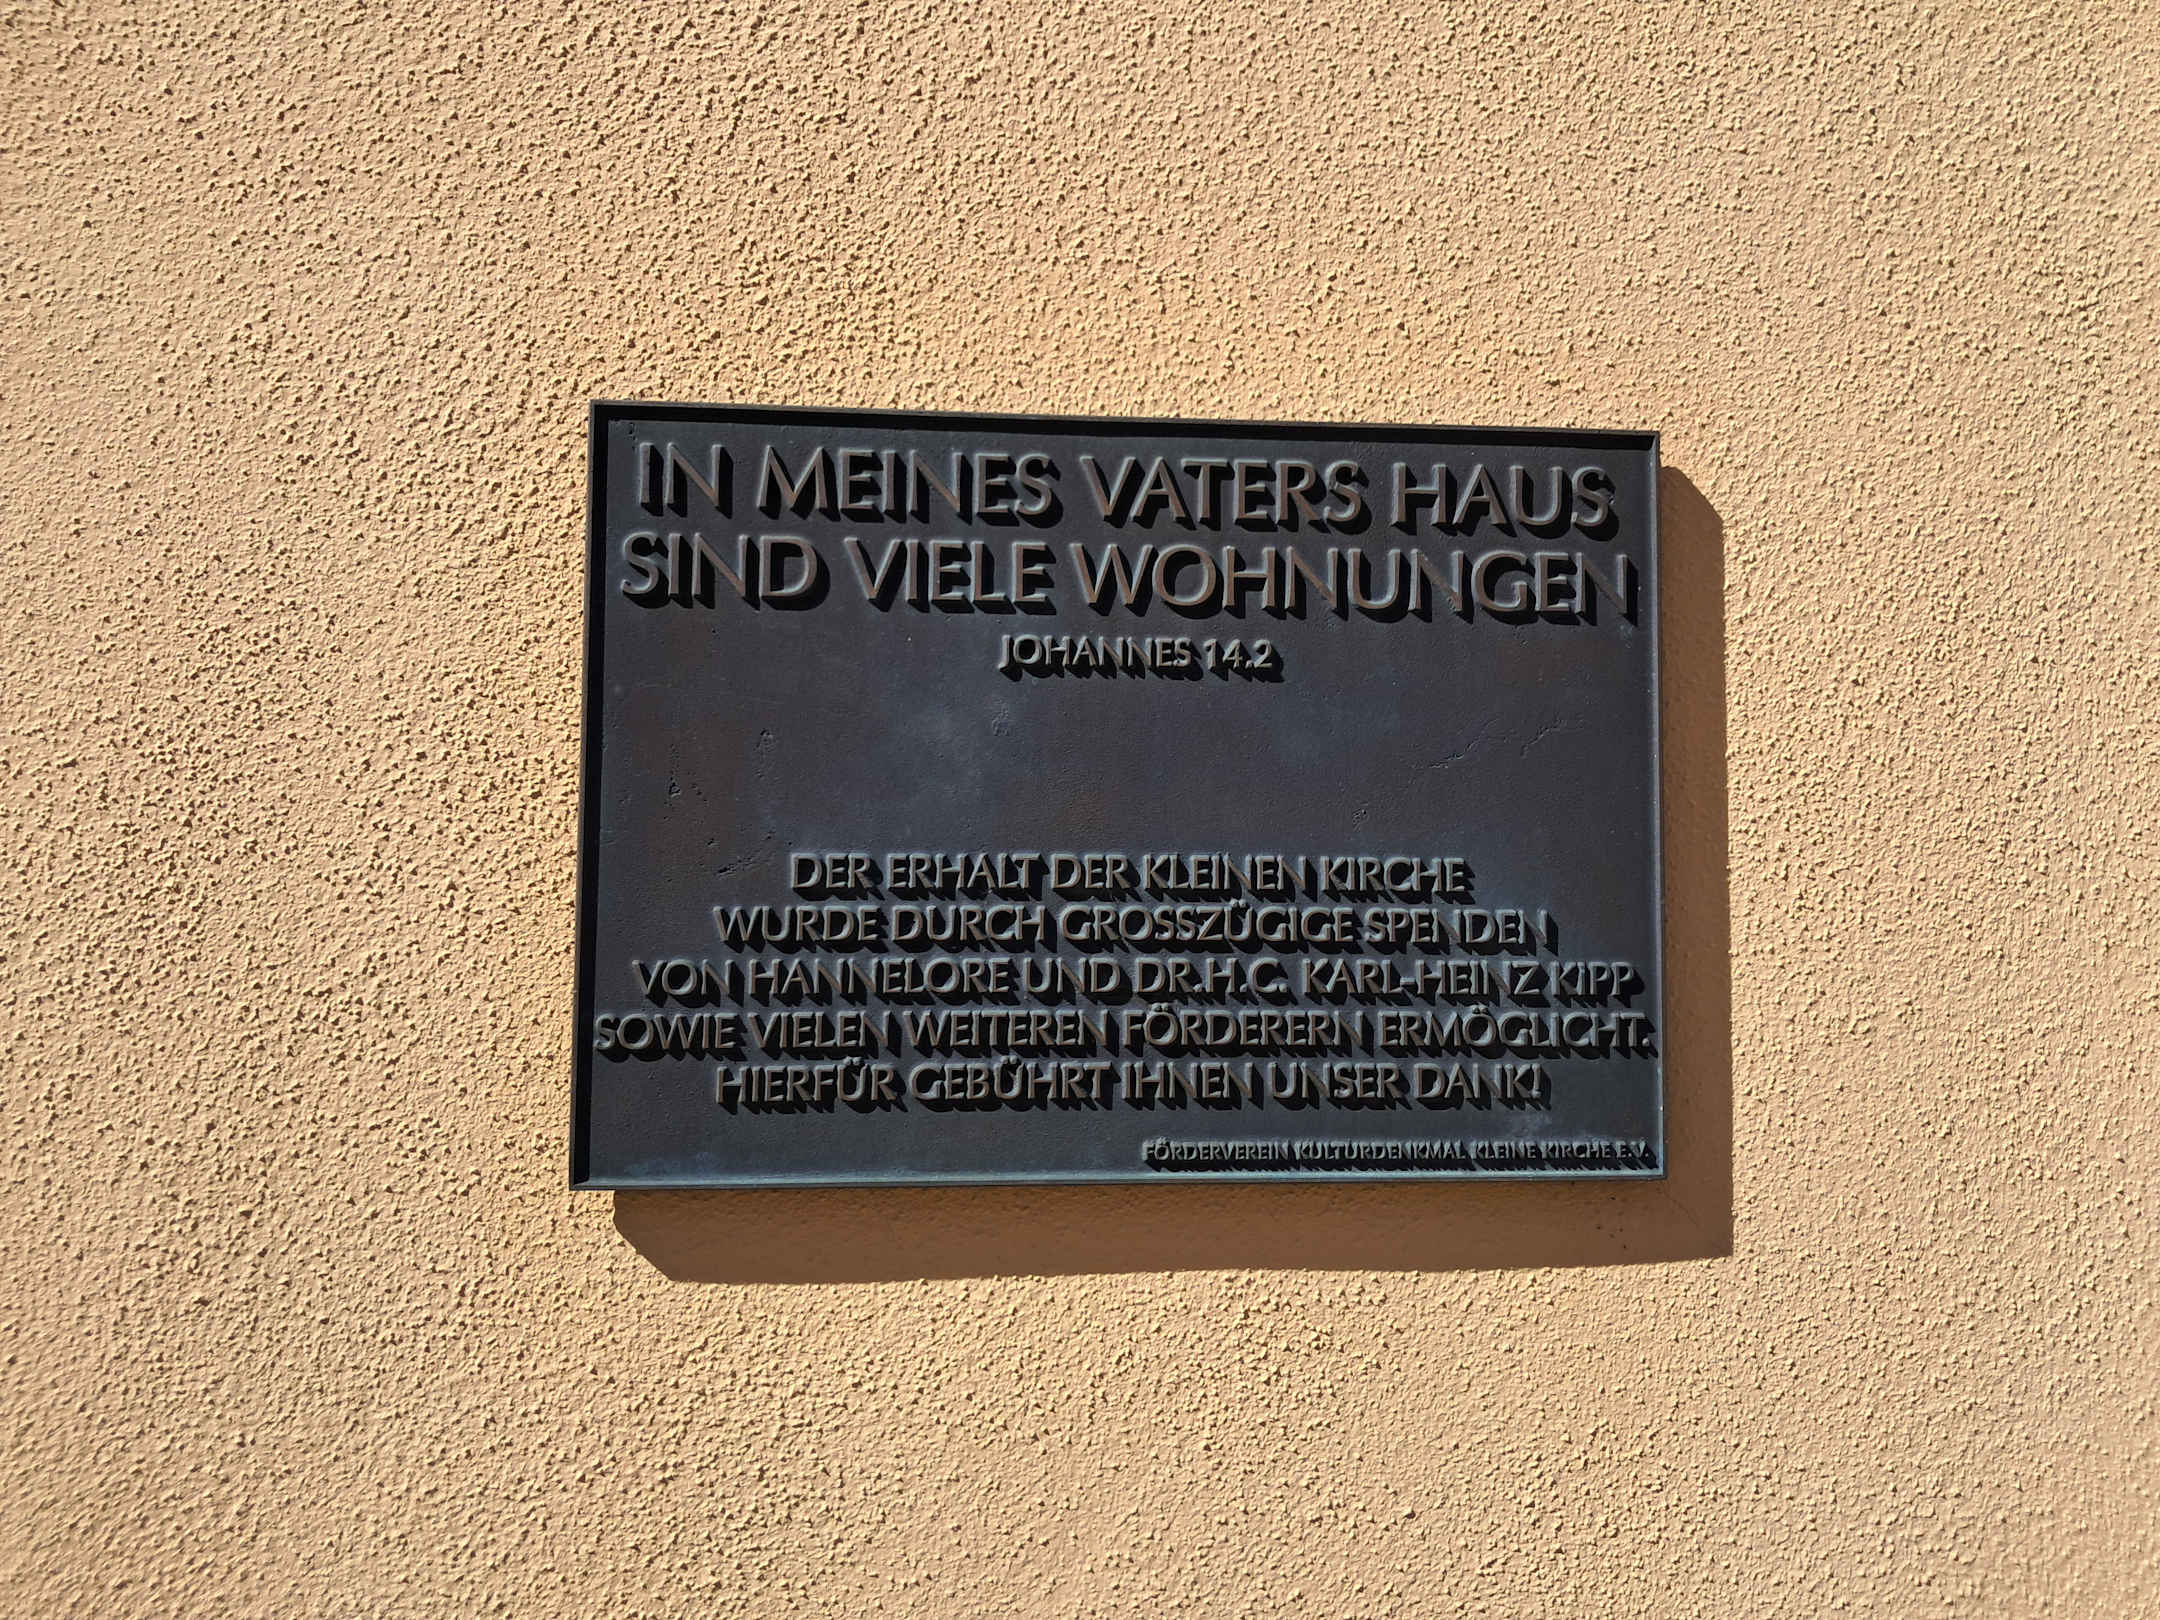 IN MEINES VATERS HAUS
SIND VIELE WOHNUNGEN
JOHANNES 14.2
DER ERHALT DER KLEINEN KIRCHE
WURDE DURCH GROSSZÜGIGE SPENDEN
VON HANNELORE UND DR.H.C. KARL-HEINZ KIPP
SOWIE VIELEN WEITEREN FÖRDERERN ERMÖGLICHT.
HIERFÜR GEBÜHRT IHNEN UNSER DANK!
FÖRDERVEREIN KULTURDENKMAL KLEINE KIRCHE E.V.